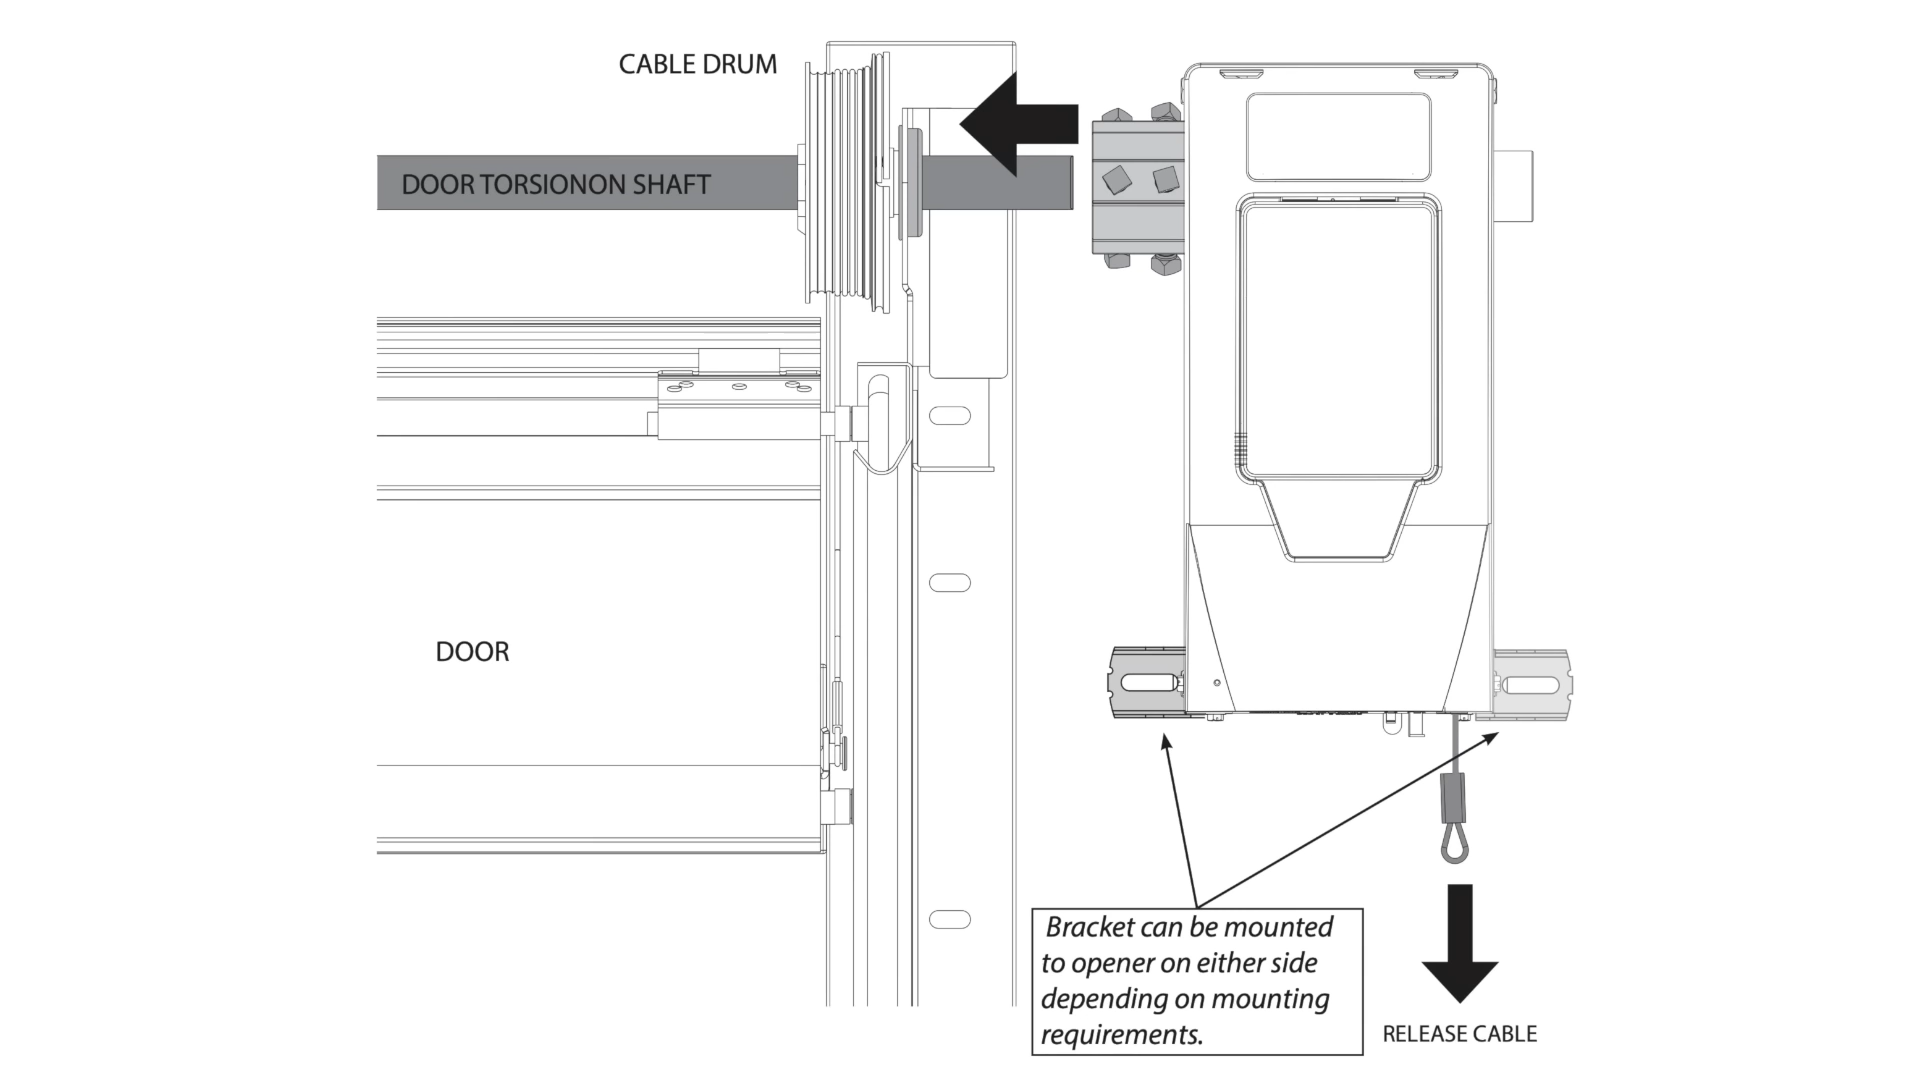 CABLE DRUM
DOOR TORSIONON SHAFT
DOOR
Bracket can be mounted
to opener on either side
depending on mounting
requirements.
RELEASE CABLE